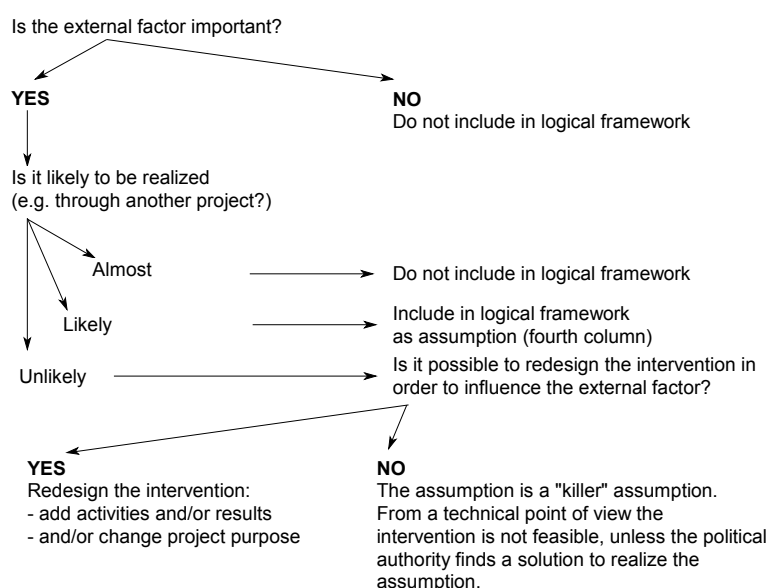 Is the external factor important?
YES
NO
Do not include in logical framework
Is it likely to be realized
(e.g. through another project?)
Almost
Do not include in logical framework
Likely
Include in logical framework
as assumption (fourth column)
Unlikely
Is it possible to redesign the intervention in
order to influence the external factor?
YES
Redesign the intervention:
- add activities and/or results
- and/or change project purpose
NO
The assumption is a "killer" assumption.
From a technical point of view the
intervention is not feasible, unless the political
authority finds a solution to realize the
assumption.